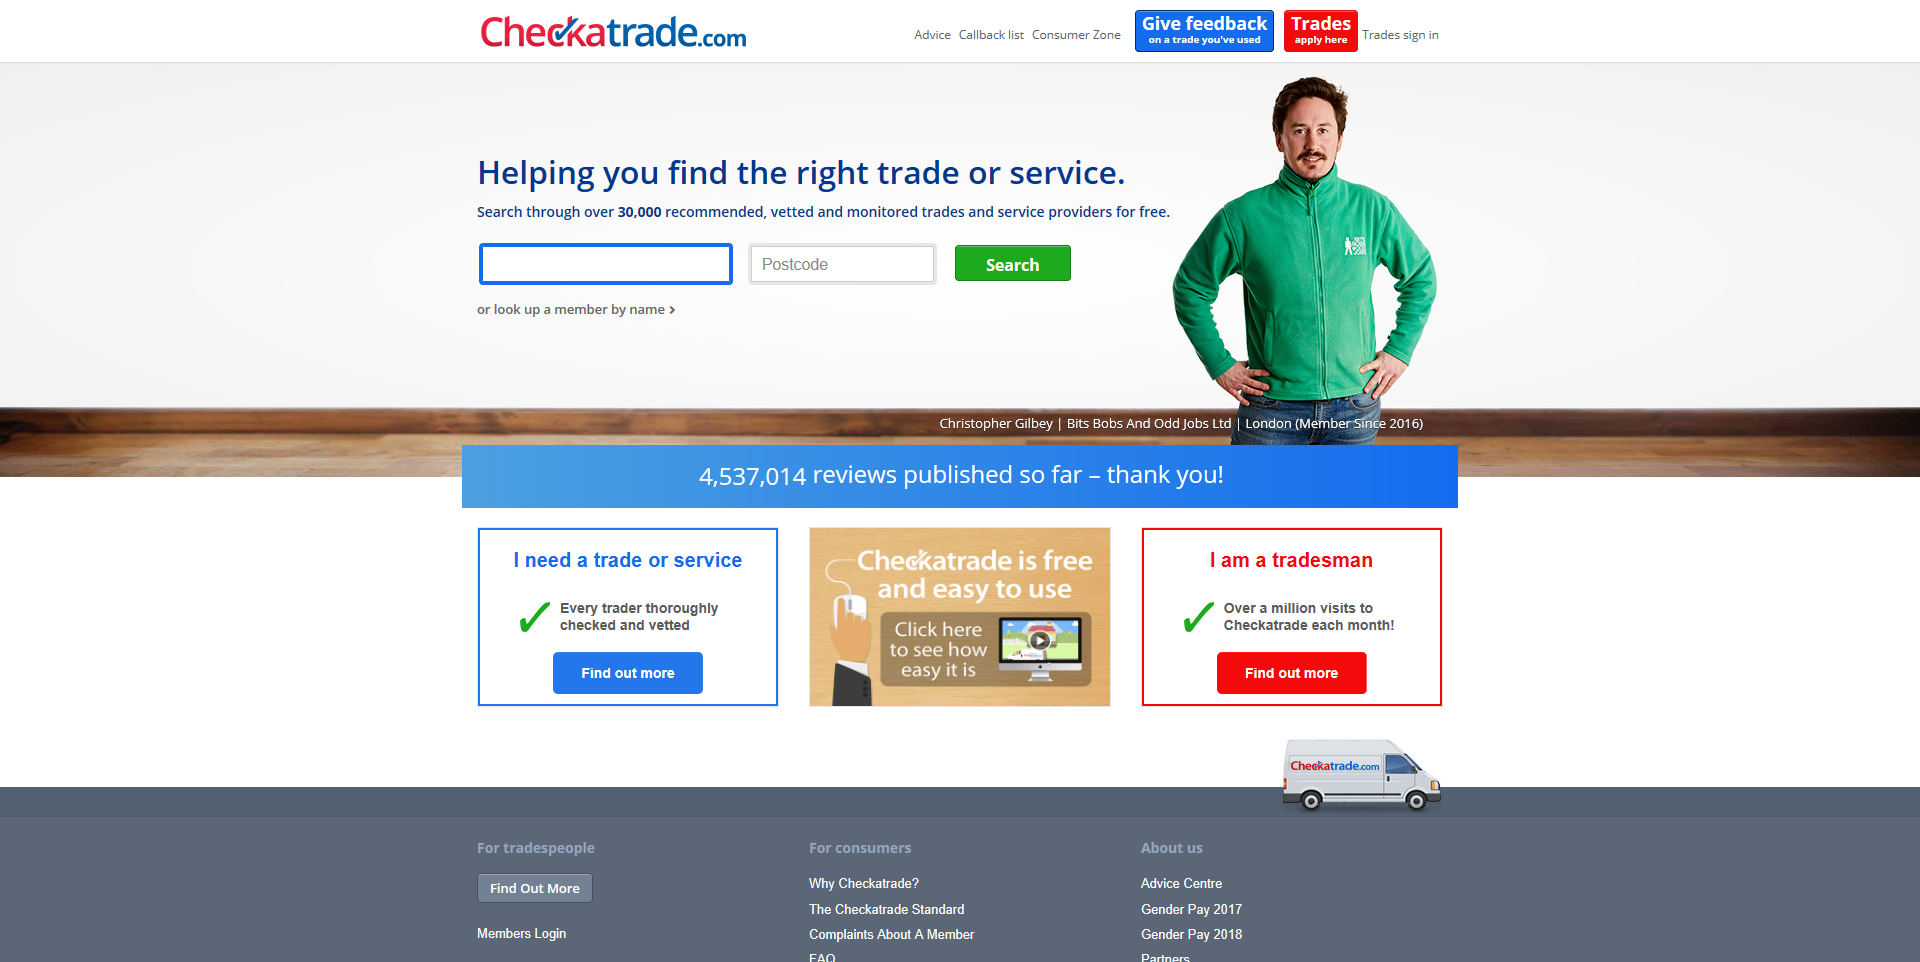 Checkatrade.com
Advice Callback list Consumer Zone
Give feedback
on a trade you've used
Trades
apply here
Trades sign in
Helping you find the right trade or service.
Search through over 30,000 recommended, vetted and monitored trades and service providers for free.
Postcode
Search
or look up a member by name
Christopher Gilbey | Bits Bobs And Odd Jobs Ltd | London (Member Since 2016)
4,537,014 reviews published so far – thank you!
I need a trade or service
Every trader thoroughly
checked and vetted
Find out more
Checkatrade is free
and easy to use
Click here
to see how
easy it is
I am a tradesman
Over a million visits to
Checkatrade each month!
Find out more
Checkatrade.com
For tradespeople
Find Out More
Members Login
For consumers
Why Checkatrade?
The Checkatrade Standard
Complaints About A Member
FAQ
About us
Advice Centre
Gender Pay 2017
Gender Pay 2018
Partners